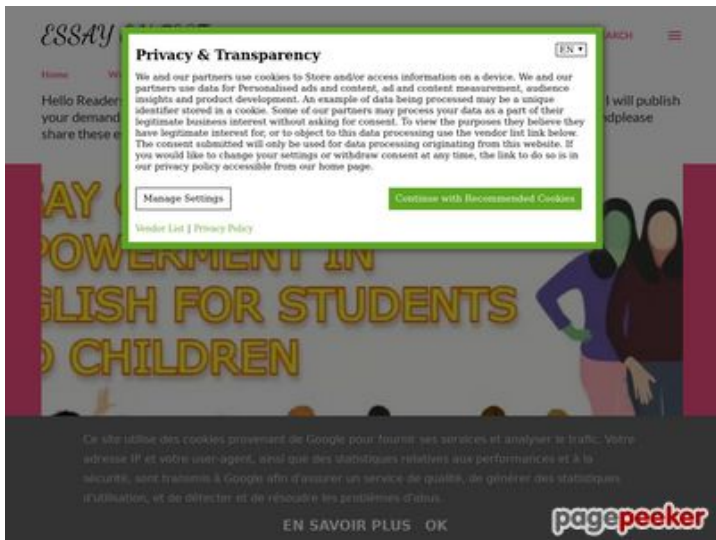 ESSAY
ARCH
Privacy & Transparency
EN
Home
Hello Reader
We and our partners use cookies to Store and/or access information on a device. We and our
partners use data for Personalised ads and content, ad and content measurement, audience
insights and product development. An example of data being processed may be a unique
identifier stored in a cookie. Some of our partners may process your data as a part of their
legitimate business interest without asking for consent. To view the purposes they believe they
have legitimate interest for, or to object to this data processing use the vendor list link below.
The consent submitted will only be used for data processing originating from this website. If
you would like to change your settings or withdraw consent at any time, the link to do so is in
our privacy policy accessible from our home page.
I will publish
your demand
share these e
ndplease
Manage Settings
Continue with Recommended Cookies
Vendor List | Privacy Policy
AY
POWERMENT IN
GLISH FOR STUDENTS
D CHILDREN
Ce site utilise des cookies provenant de Google pour fournir ses services et analyser le trafic. Votre
adresse IP et votre user-agent, ainsi que des statistiques relatives aux performances et à la
sécurité, sont transmis à Google afin d'assurer un service de qualité, de générer des statistiques
d'utilisation, et de détecter et de résoudre les problèmes d'abus.
EN SAVOIR PLUS OK
pagepeeker